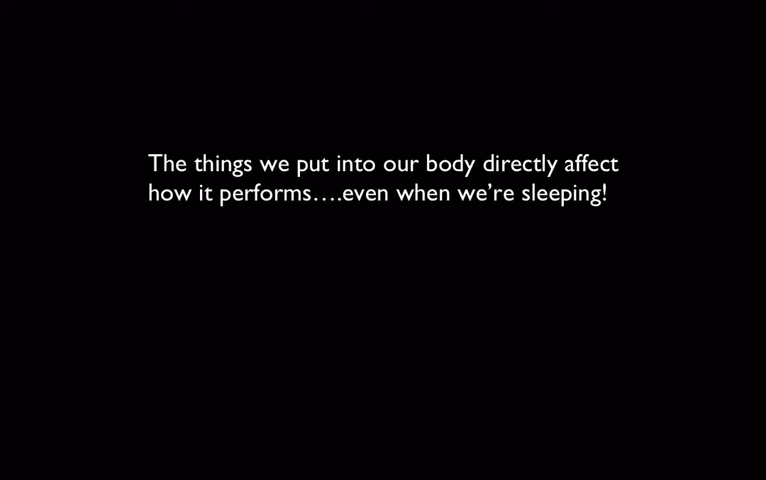 The things we put into our body directly affect
how it performs….even when we’re sleeping!